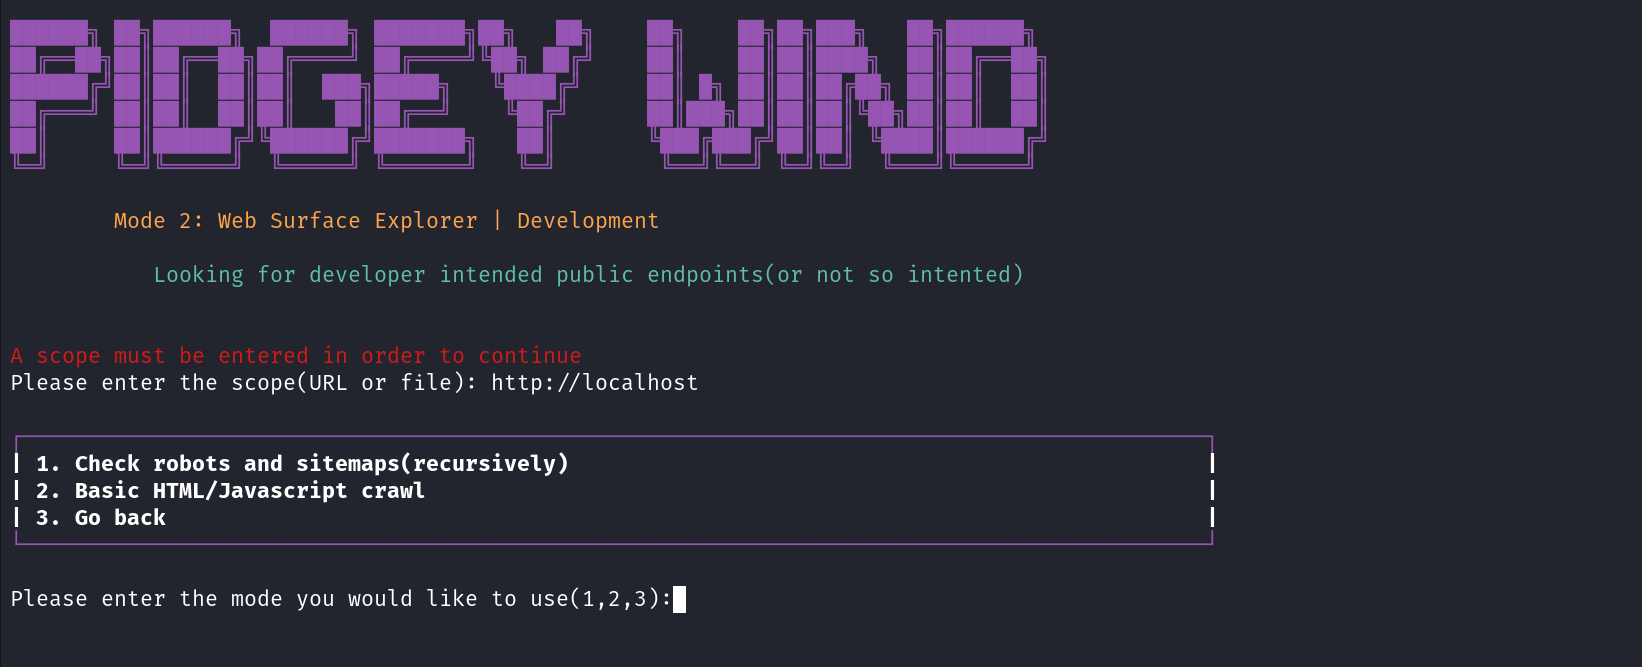 PIDGEY WIND
Mode 2: Web Surface Explorer | Development
Looking for developer intended public endpoints(or not so intented)
A scope must be entered in order to continue
Please enter the scope(URL or file): http://localhost
1. Check robots and sitemaps(recursively)
2. Basic HTML/Javascript crawl
3. Go back
Please enter the mode you would like to use(1,2,3):